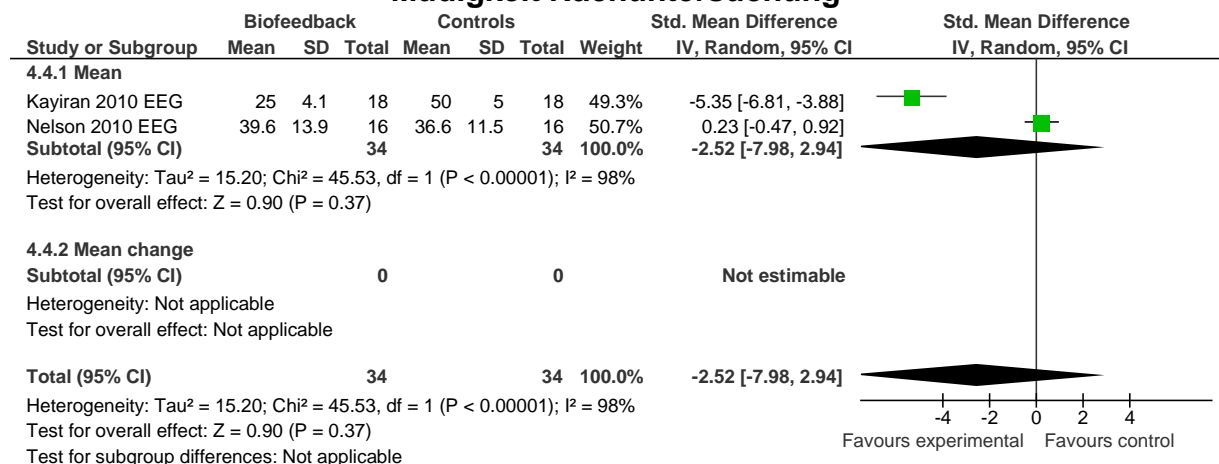 Biofeedback Controls Std. Mean Difference Std. Mean Difference
Study or Subgroup Mean SD Total Mean SD Total Weight IV, Random, 95% CI IV, Random, 95% CI
4.4.1 Mean
Kayiran 2010 EEG 25 4.1 18 50 5 18 49.3% -5.35 [-6.81, -3.88]
Nelson 2010 EEG 39.6 13.9 16 36.6 11.5 16 50.7% 0.23 [-0.47, 0.92]
Subtotal (95% CI) 34 34 100.0% -2.52 [-7.98, 2.94]
Heterogeneity: Tau² = 15.20; Chi² = 45.53, df = 1 (P < 0.00001); I² = 98%
Test for overall effect: Z = 0.90 (P = 0.37)
4.4.2 Mean change
Subtotal (95% CI) 0 0 Not estimable
Heterogeneity: Not applicable
Test for overall effect: Not applicable
Total (95% CI) 34 34 100.0% -2.52 [-7.98, 2.94]
Heterogeneity: Tau² = 15.20; Chi² = 45.53, df = 1 (P < 0.00001); I² = 98%
Test for overall effect: Z = 0.90 (P = 0.37)
Test for subgroup differences: Not applicable
-4 -2 0 2 4
Favours experimental Favours control